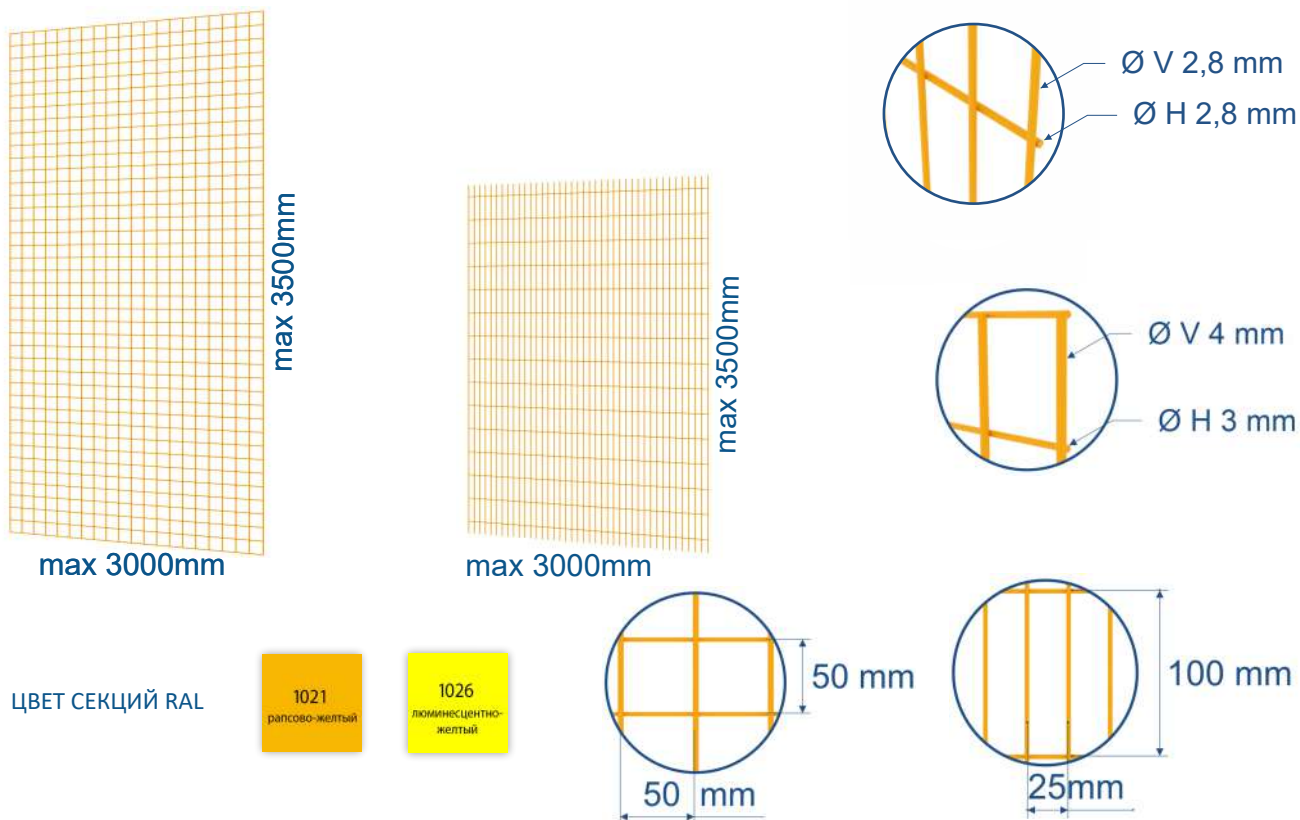 Ø V 2,8 mm
Ø H 2,8 mm
max 3500mm
max 3500mm
Ø V 4 mm
Ø H 3 mm
max 3000mm
max 3000mm
ЦВЕТ СЕКЦИЙ RAL
1021
рапсово-желтый
1026
люминесцентно-
желтый
50 mm
50 mm
100 mm
25mm